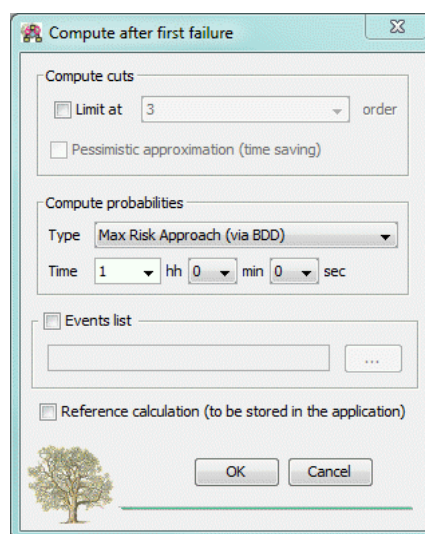 Compute after first failure
Compute cuts
Limit at 3 order
Pessimistic approximation (time saving)
Compute probabilities
Type Max Risk Approach (via BDD)
Time 1 hh 0 min 0 sec
Events list
...
Reference calculation (to be stored in the application)
OK Cancel